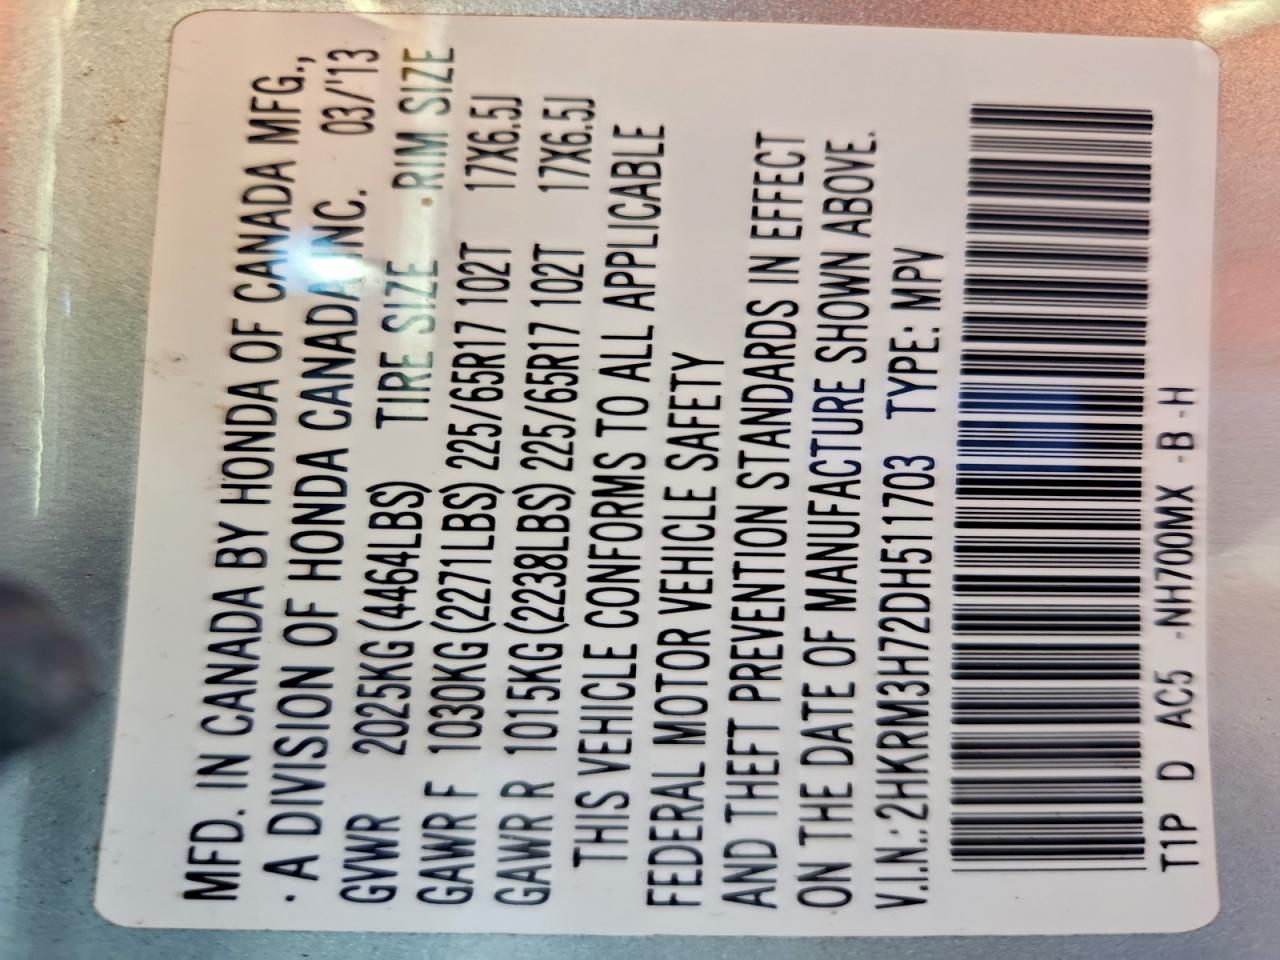 MFD. IN CANADA BY HONDA OF CANADA MFG.,
A DIVISION OF HONDA CANADA INC. 03/'13
GVWR 2025KG (4464LBS) TIRE SIZE RIM SIZE
GAWR F 1030KG (2271LBS) 225/65R17 102T 17X6.5J
GAWR R 1015KG (2238LBS) 225/65R17 102T 17X6.5J
THIS VEHICLE CONFORMS TO ALL APPLICABLE
FEDERAL MOTOR VEHICLE SAFETY
AND THEFT PREVENTION STANDARDS IN EFFECT
ON THE DATE OF MANUFACTURE SHOWN ABOVE.
V.I.N.: 2HKRM3H72DH511703 TYPE: MPV
T1P D AC5 -NH700MX -B-H